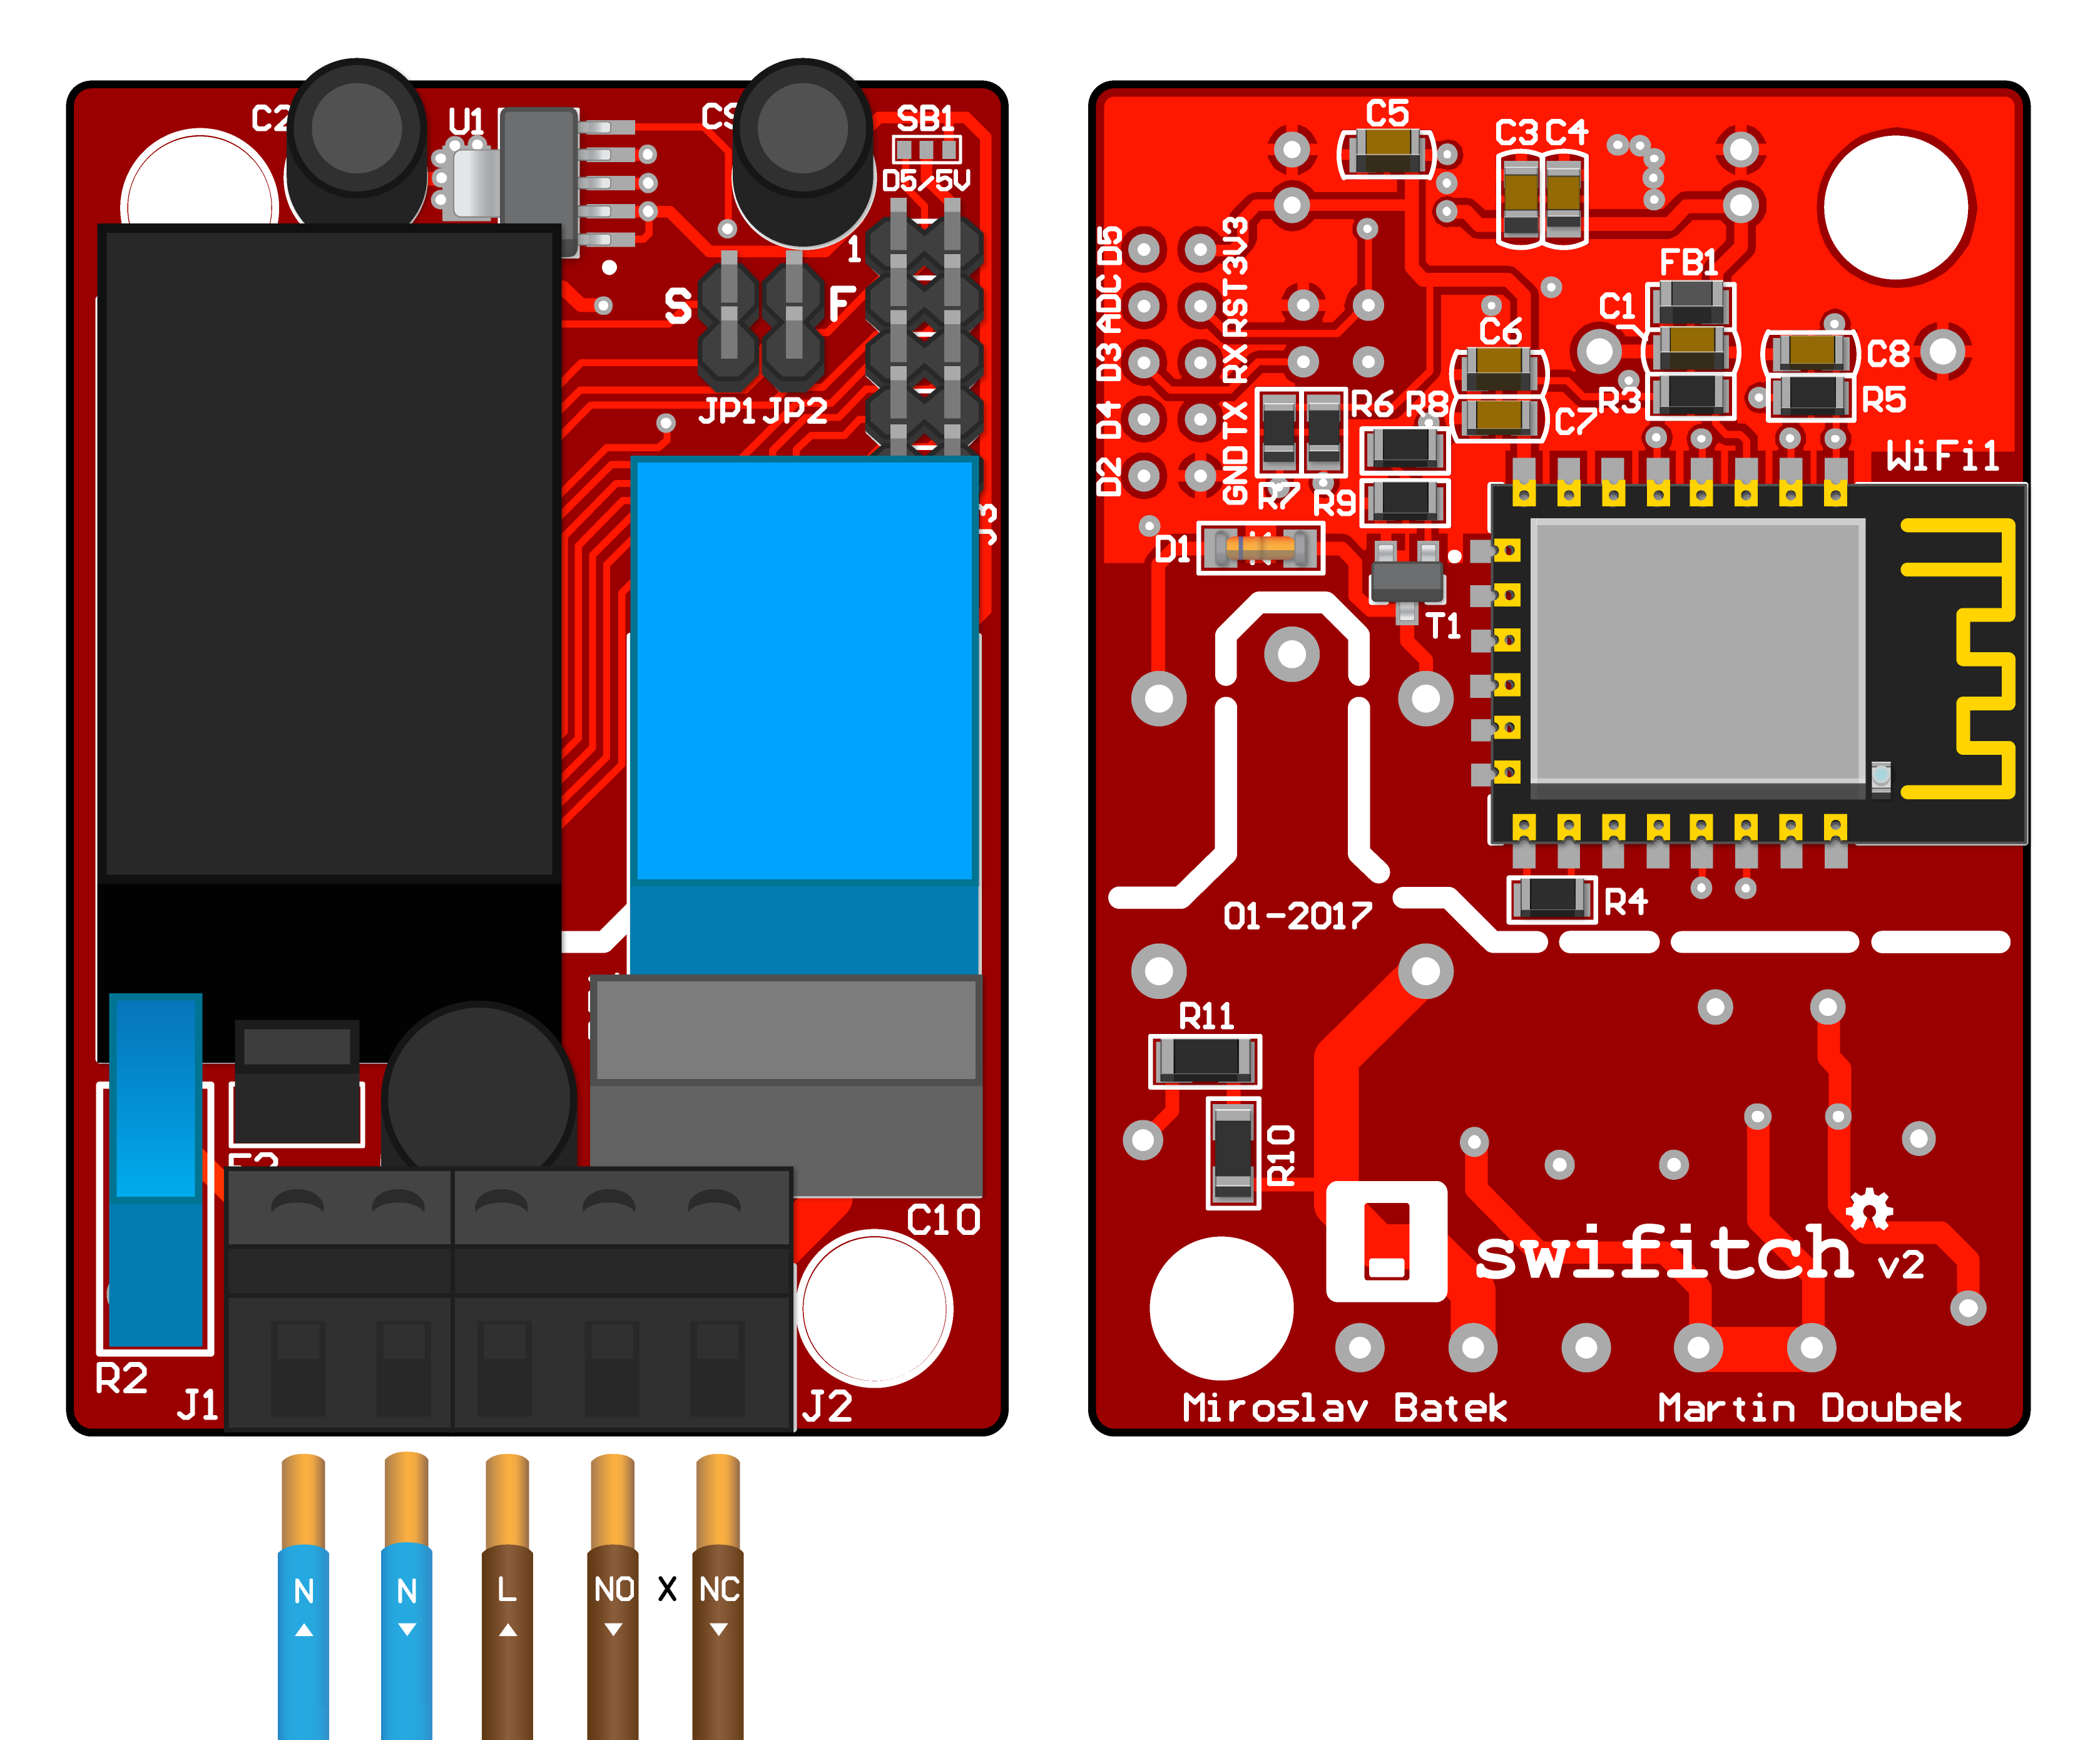 C2
U1
C9
SB1
D5/5V
1
S
F
JP1 JP2
J3
R2
J1
J2
C10
N
N
L
NO
X
NC
C5
C3 C4
D5
3V3
ADC
RST
D3
RX
D4
TX
D2
GND
FB1
C1
C6
C8
R3
R5
R6 R8
C7
R7
R9
WiFi1
D1
T1
R4
01-2017
R11
R10
swifitch v2
Miroslav Batek
Martin Doubek